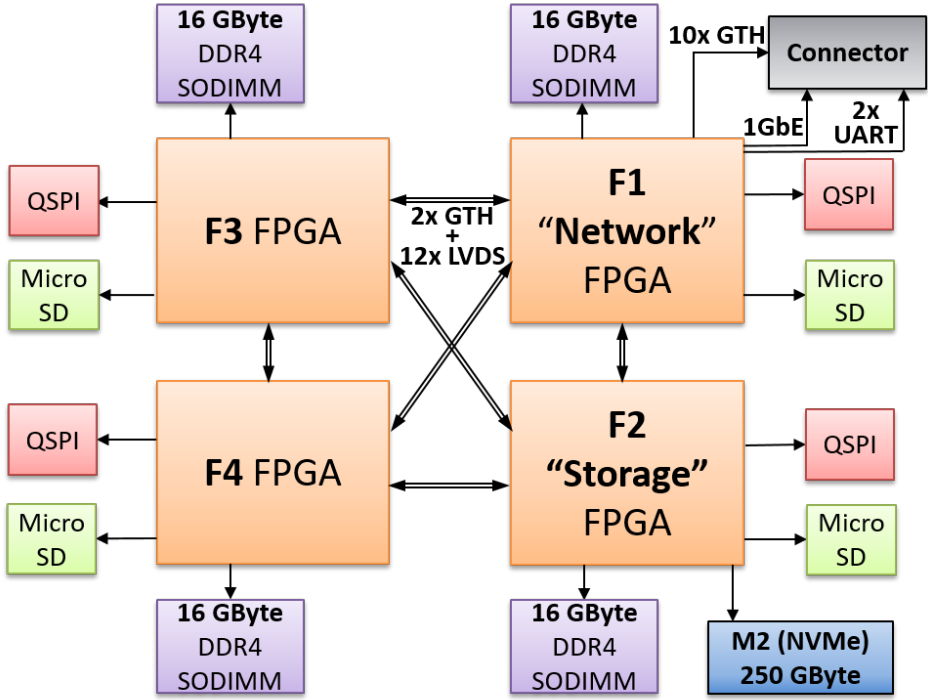 16 GByte
DDR4
SODIMM
16 GByte
DDR4
SODIMM
10x GTH
Connector
1GbE
2x
UART
QSPI
Micro
SD
F3 FPGA
2x GTH
+
12x LVDS
F1
“Network”
FPGA
QSPI
Micro
SD
QSPI
Micro
SD
F4 FPGA
F2
“Storage”
FPGA
QSPI
Micro
SD
16 GByte
DDR4
SODIMM
16 GByte
DDR4
SODIMM
M2 (NVMe)
250 GByte